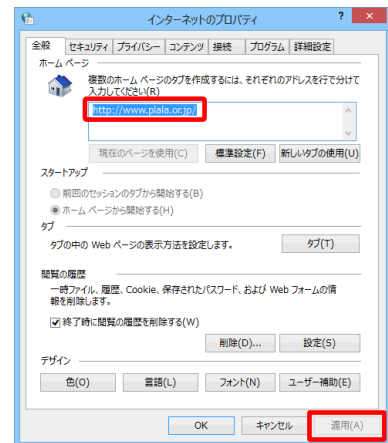 インターネットのプロパティ
?
×
全般 セキュリティ プライバシー コンテンツ 接続 プログラム 詳細設定
ホーム ページ
複数のホーム ページのタブを作成するには、それぞれのアドレスを行で分けて
入力してください(R)
http://www.plala.or.jp/
現在のページを使用(C) 標準設定(F) 新しいタブの使用(U)
スタートアップ
前回のセッションのタブから開始する(B)
ホーム ページから開始する(H)
タブ
タブの中の Web ページの表示方法を設定します。 タブ(T)
閲覧の履歴
一時ファイル、履歴、Cookie、保存されたパスワード、および Web フォームの情
報を削除します。
終了時に閲覧の履歴を削除する(W)
削除(D)... 設定(S)
デザイン
色(O) 言語(L) フォント(N) ユーザー補助(E)
OK キャンセル 適用(A)